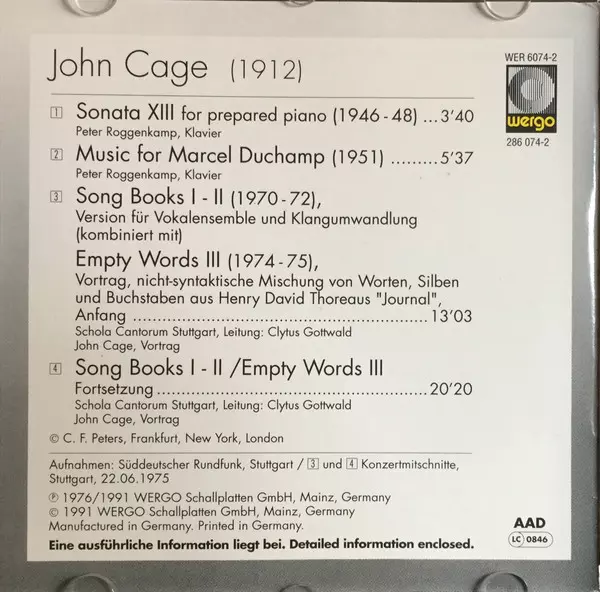 WER 6074-2
wergo
286 074-2
John Cage (1912)
1 Sonata XIII for prepared piano (1946-48) ...3'40
Peter Roggenkamp, Klavier
2 Music for Marcel Duchamp (1951) .........5'37
Peter Roggenkamp, Klavier
3 Song Books I - II (1970-72),
Version für Vokalensemble und Klangumwandlung
(kombiniert mit)
Empty Words III (1974-75),
Vortrag, nicht-syntaktische Mischung von Worten, Silben
und Buchstaben aus Henry David Thoreaus "Journal",
Anfang ..................................................... 13'03
Schola Cantorum Stuttgart, Leitung: Clytus Gottwald
John Cage, Vortrag
4 Song Books I - II /Empty Words III
Fortsetzung ................................................20'20
Schola Cantorum Stuttgart, Leitung: Clytus Gottwald
John Cage, Vortrag
© C. F. Peters, Frankfurt, New York, London
Aufnahmen: Süddeutscher Rundfunk, Stuttgart / 3 und 4 Konzertmitschnitte,
Stuttgart, 22.06.1975
℗ 1976/1991 WERGO Schallplatten GmbH, Mainz, Germany
© 1991 WERGO Schallplatten GmbH, Mainz, Germany
Manufactured in Germany. Printed in Germany.
Eine ausführliche Information liegt bei. Detailed information enclosed.
AAD
LC 0846